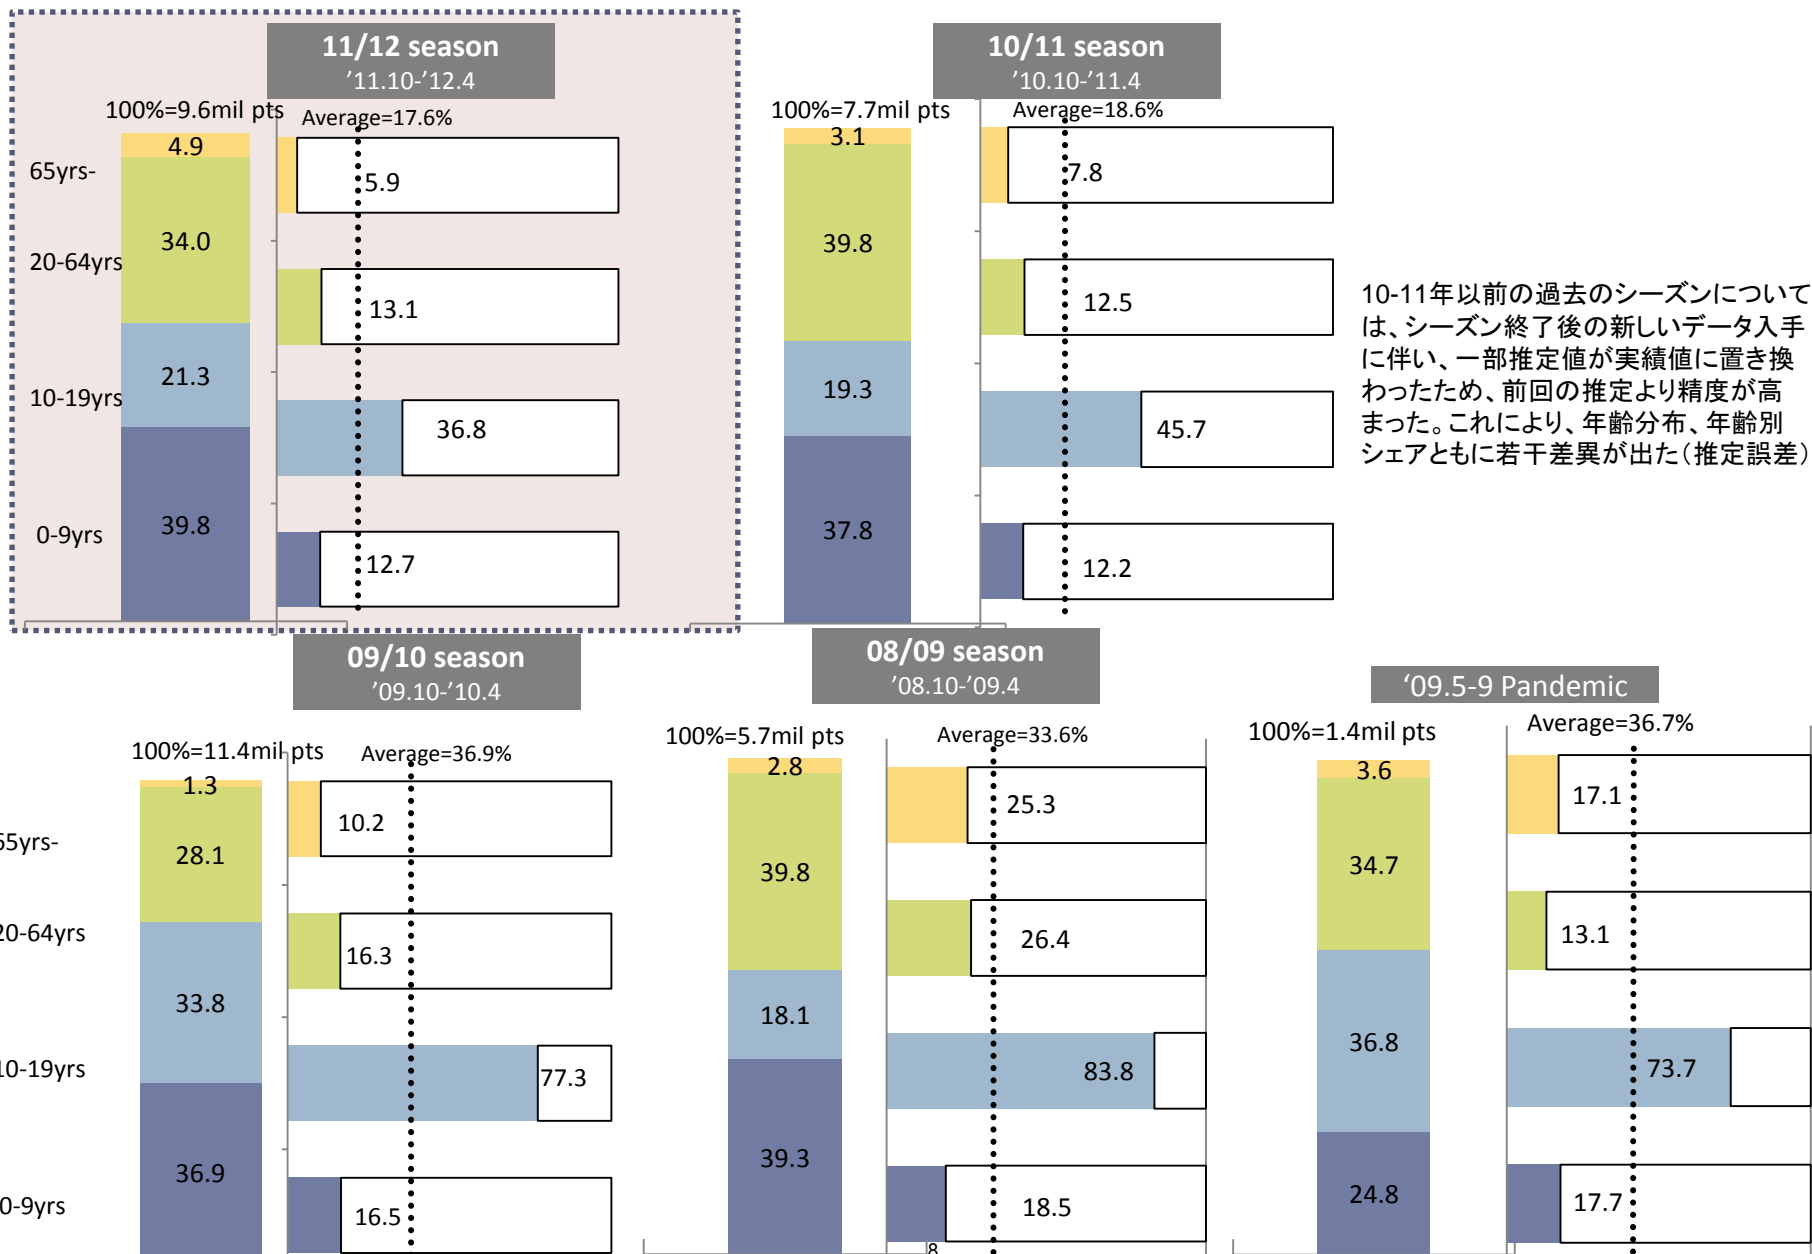 11/12 season
’11.10-’12.4
100%=9.6mil pts
Average=17.6%
65yrs-
20-64yrs
10-19yrs
0-9yrs
4.9
34.0
21.3
39.8
5.9
13.1
36.8
12.7
10/11 season
’10.10-’11.4
100%=7.7mil pts
Average=18.6%
3.1
39.8
19.3
37.8
7.8
12.5
45.7
12.2
10-11年以前の過去のシーズンについて
は、シーズン終了後の新しいデータ入手
に伴い、一部推定値が実績値に置き換
わったため、前回の推定より精度が高
まった。これにより、年齢分布、年齢別
シェアともに若干差異が出た（推定誤差）
09/10 season
’09.10-’10.4
100%=11.4mil pts
Average=36.9%
65yrs-
20-64yrs
10-19yrs
0-9yrs
1.3
28.1
33.8
36.9
10.2
16.3
77.3
16.5
08/09 season
’08.10-’09.4
100%=5.7mil pts
Average=33.6%
2.8
39.8
18.1
39.3
25.3
26.4
83.8
18.5
8
‘09.5-9 Pandemic
100%=1.4mil pts
Average=36.7%
3.6
34.7
36.8
24.8
17.1
13.1
73.7
17.7